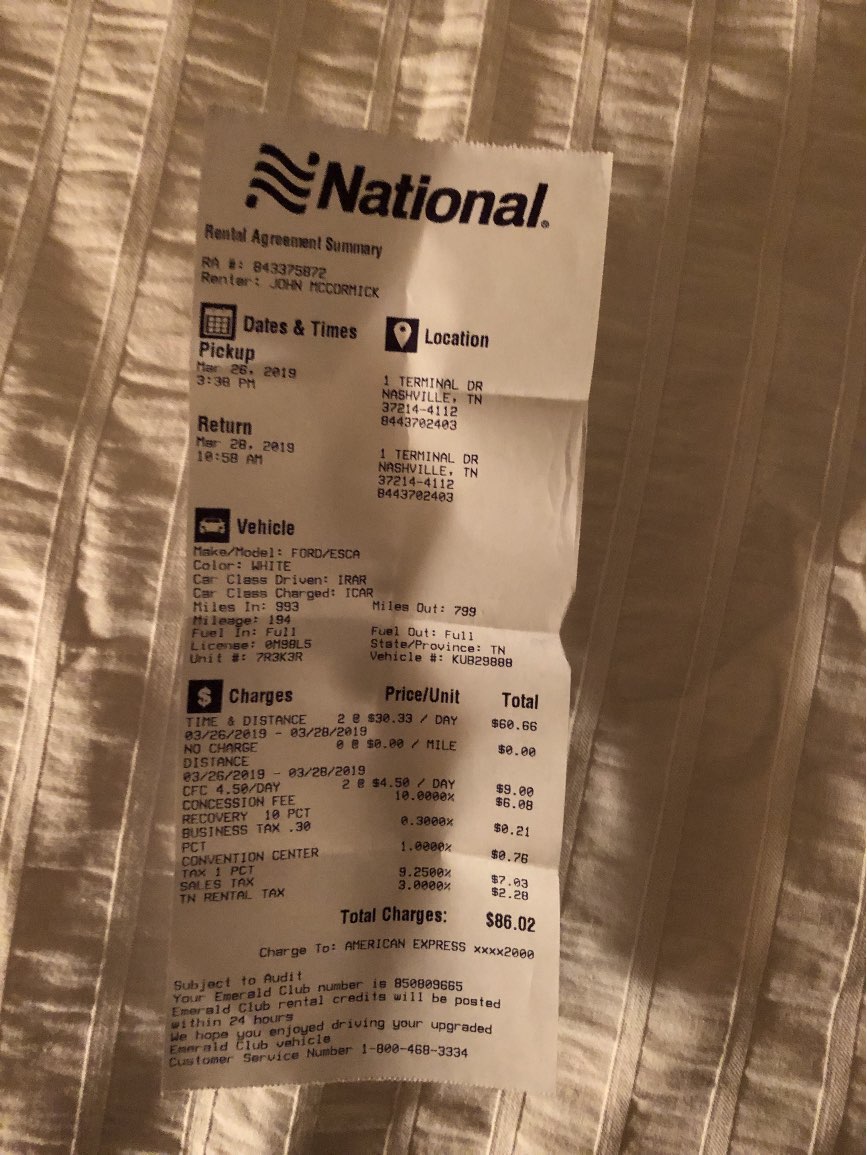 National.
Rental Agreement Summary
RA #: 843375872
Renter: JOHN MCCORMICK
Dates & Times
Pickup
Mar 26, 2019
3:38 PM
Return
Mar 28, 2019
10:58 AM
Location
1 TERMINAL DR
NASHVILLE, TN
37214-4112
8443702403
1 TERMINAL DR
NASHVILLE, TN
37214-4112
8443702403
Vehicle
Make/Model: FORD/ESCA
Color: WHITE
Car Class Driven: IRAR
Car Class Charged: ICAR
Miles In: 993 Miles Out: 799
Mileage: 194
Fuel In: Full Fuel Out: Full
License: 0M98L5 State/Province: TN
Unit #: 7R3K3R Vehicle #: KUB29888
$ Charges Price/Unit Total
TIME & DISTANCE 2 @ $30.33 / DAY $60.66
03/26/2019 - 03/28/2019
NO CHARGE 0 @ $0.00 / MILE $0.00
DISTANCE
03/26/2019 - 03/28/2019
CFC 4.50/DAY 2 @ $4.50 / DAY $9.00
CONCESSION FEE 10.0000% $6.08
RECOVERY 10 PCT
BUSINESS TAX .30 0.3000% $0.21
PCT
CONVENTION CENTER 1.0000% $0.76
TAX 1 PCT
SALES TAX 9.2500% $7.03
TN RENTAL TAX 3.0000% $2.28
Total Charges: $86.02
Charge To: AMERICAN EXPRESS xxxx2000
Subject to Audit
Your Emerald Club number is 850809665
Emerald Club rental credits will be posted
within 24 hours
We hope you enjoyed driving your upgraded
Emerald Club vehicle
Customer Service Number 1-800-468-3334